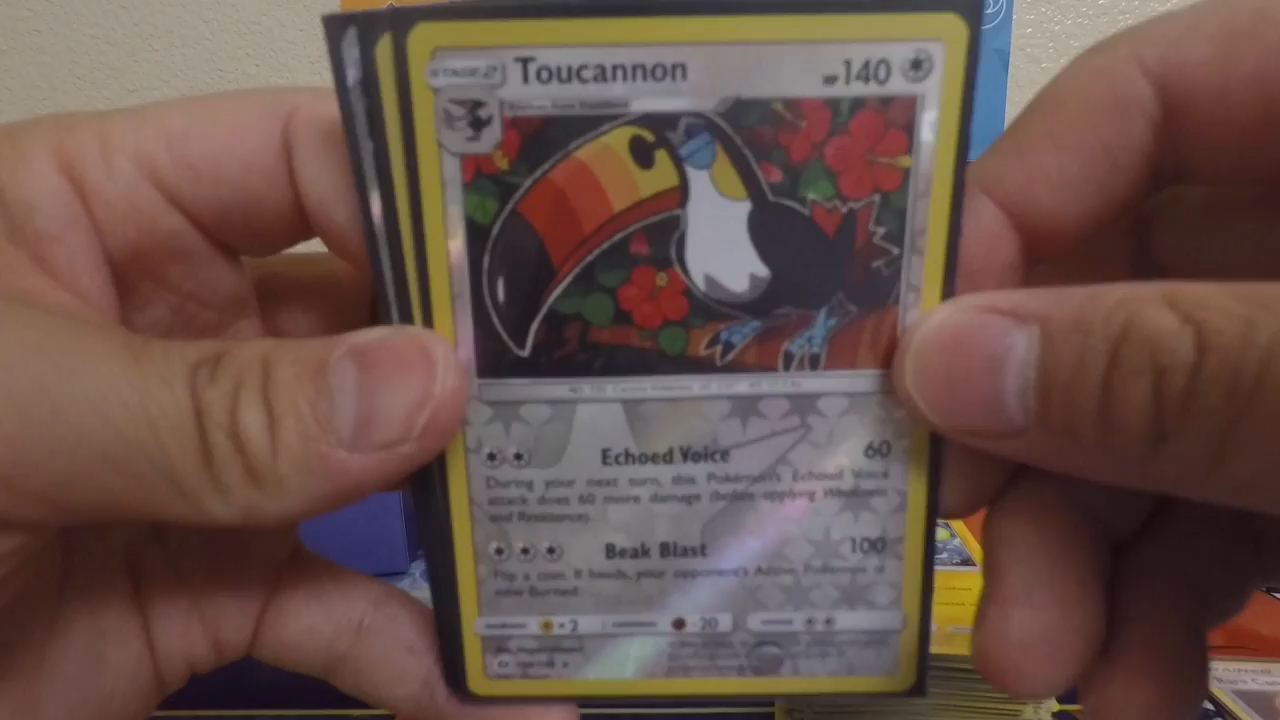 STAGE 2 Toucannon HP 140
Echoed Voice 60
During your next turn, this Pokémon's Echoed Voice
attack does 60 more damage (before applying Weakness
and Resistance).
Beak Blast 100
Flip a coin. If heads, your opponent's Active Pokémon is
now Burned.
×2 -20